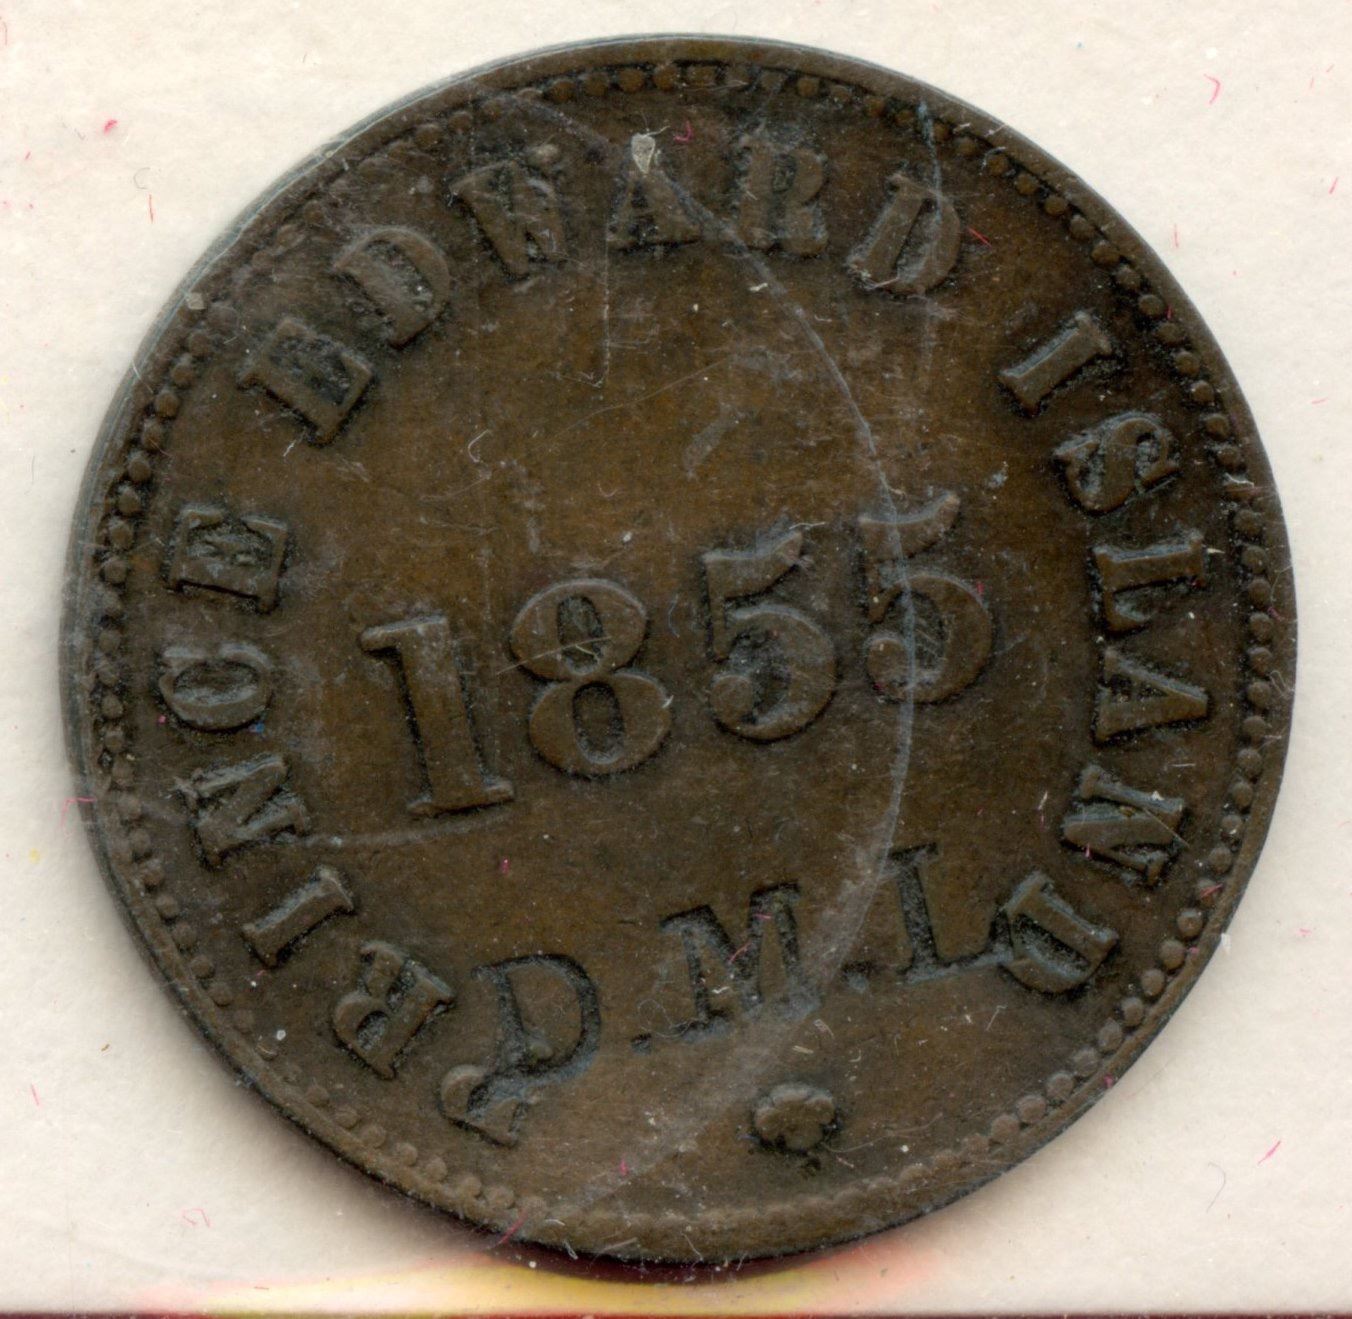 PRINCE EDWARD ISLAND
1855
D.M.L